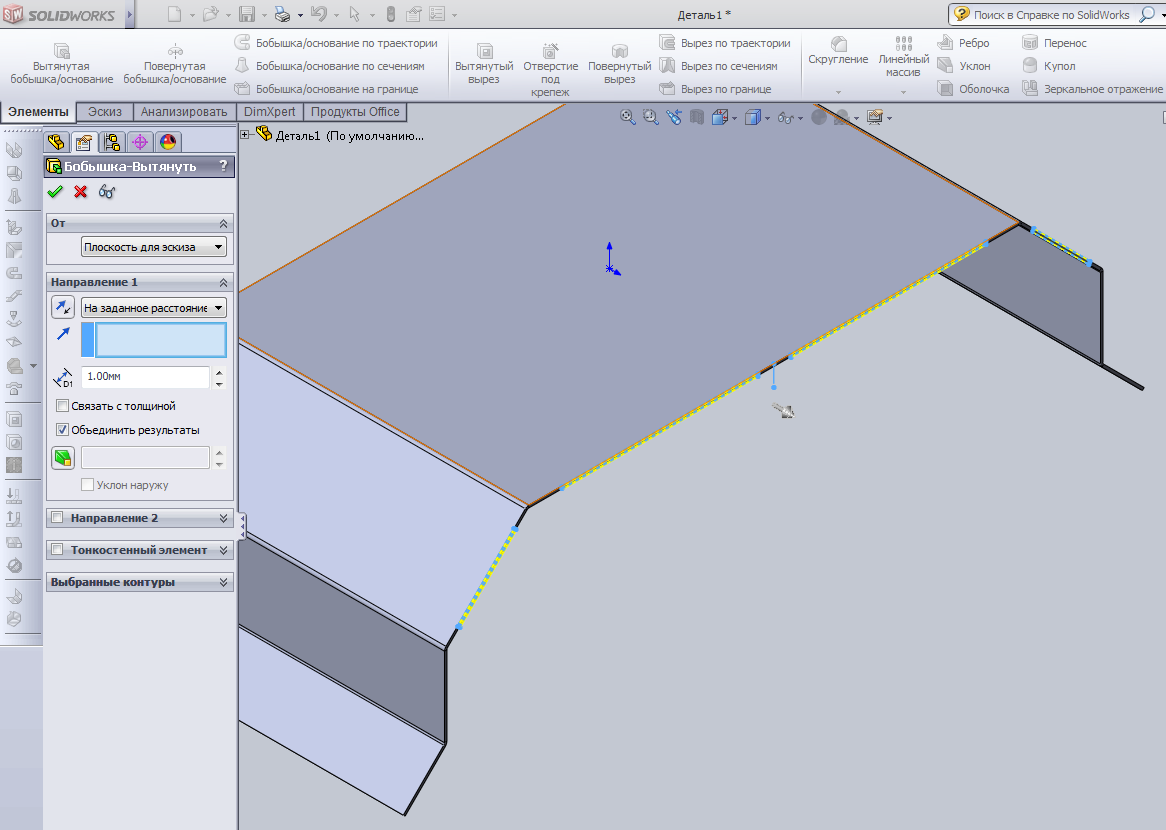 SW SOLIDWORKS
Деталь1 *
Поиск в Справке по SolidWorks
Вытянутая
бобышка/основание
Повернутая
бобышка/основание
Бобышка/основание по траектории
Бобышка/основание по сечениям
Бобышка/основание на границе
Вытянутый
вырез
Отверстие
под
крепеж
Повернутый
вырез
Вырез по траектории
Вырез по сечениям
Вырез по границе
Скругление
Линейный
массив
Ребро
Уклон
Оболочка
Перенос
Купол
Зеркальное отражение
Элементы
Эскиз
Анализировать
DimXpert
Продукты Office
Деталь1 (По умолчанию...
Бобышка-Вытянуть ?
От
Плоскость для эскиза
Направление 1
На заданное расстояние
D1
1.00мм
Связать с толщиной
Объединить результаты
Уклон наружу
Направление 2
Тонкостенный элемент
Выбранные контуры